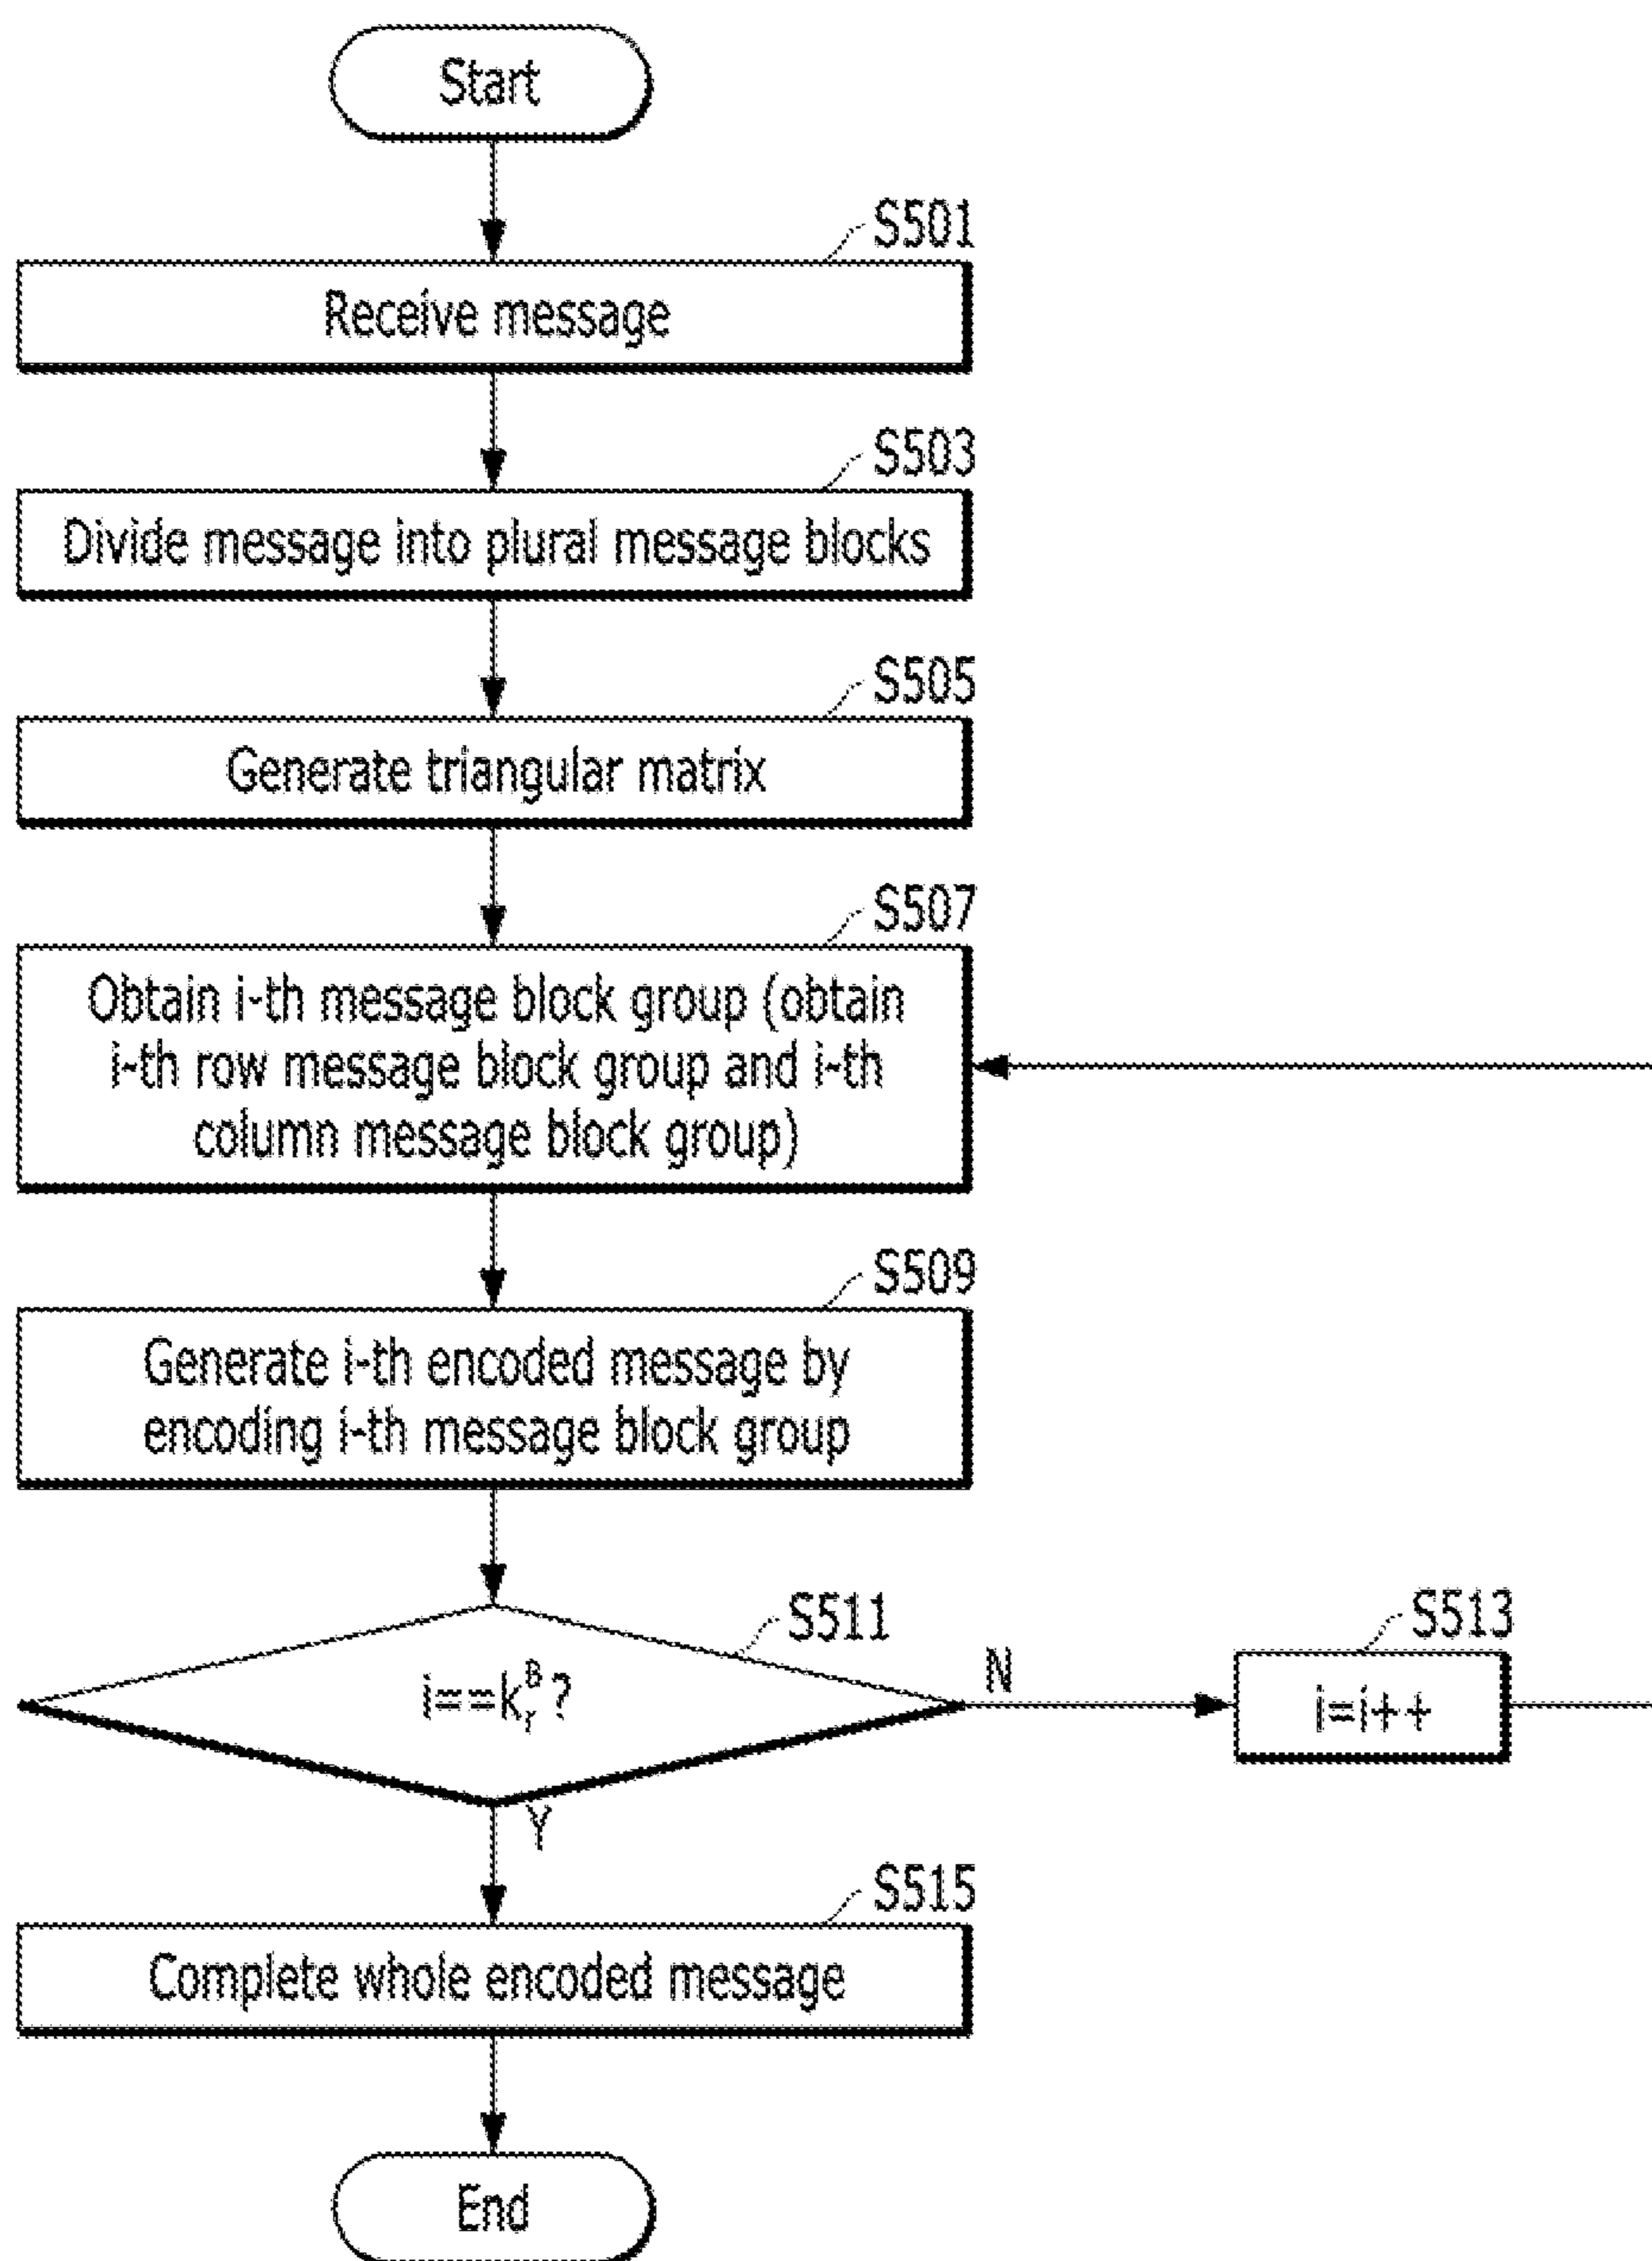 Start
S501
Receive message
S503
Divide message into plural message blocks
S505
Generate triangular matrix
S507
Obtain i-th message block group (obtain
i-th row message block group and i-th
column message block group)
S509
Generate i-th encoded message by
encoding i-th message block group
S511
i==k_r^B?
N
S513
i=i++
Y
S515
Complete whole encoded message
End